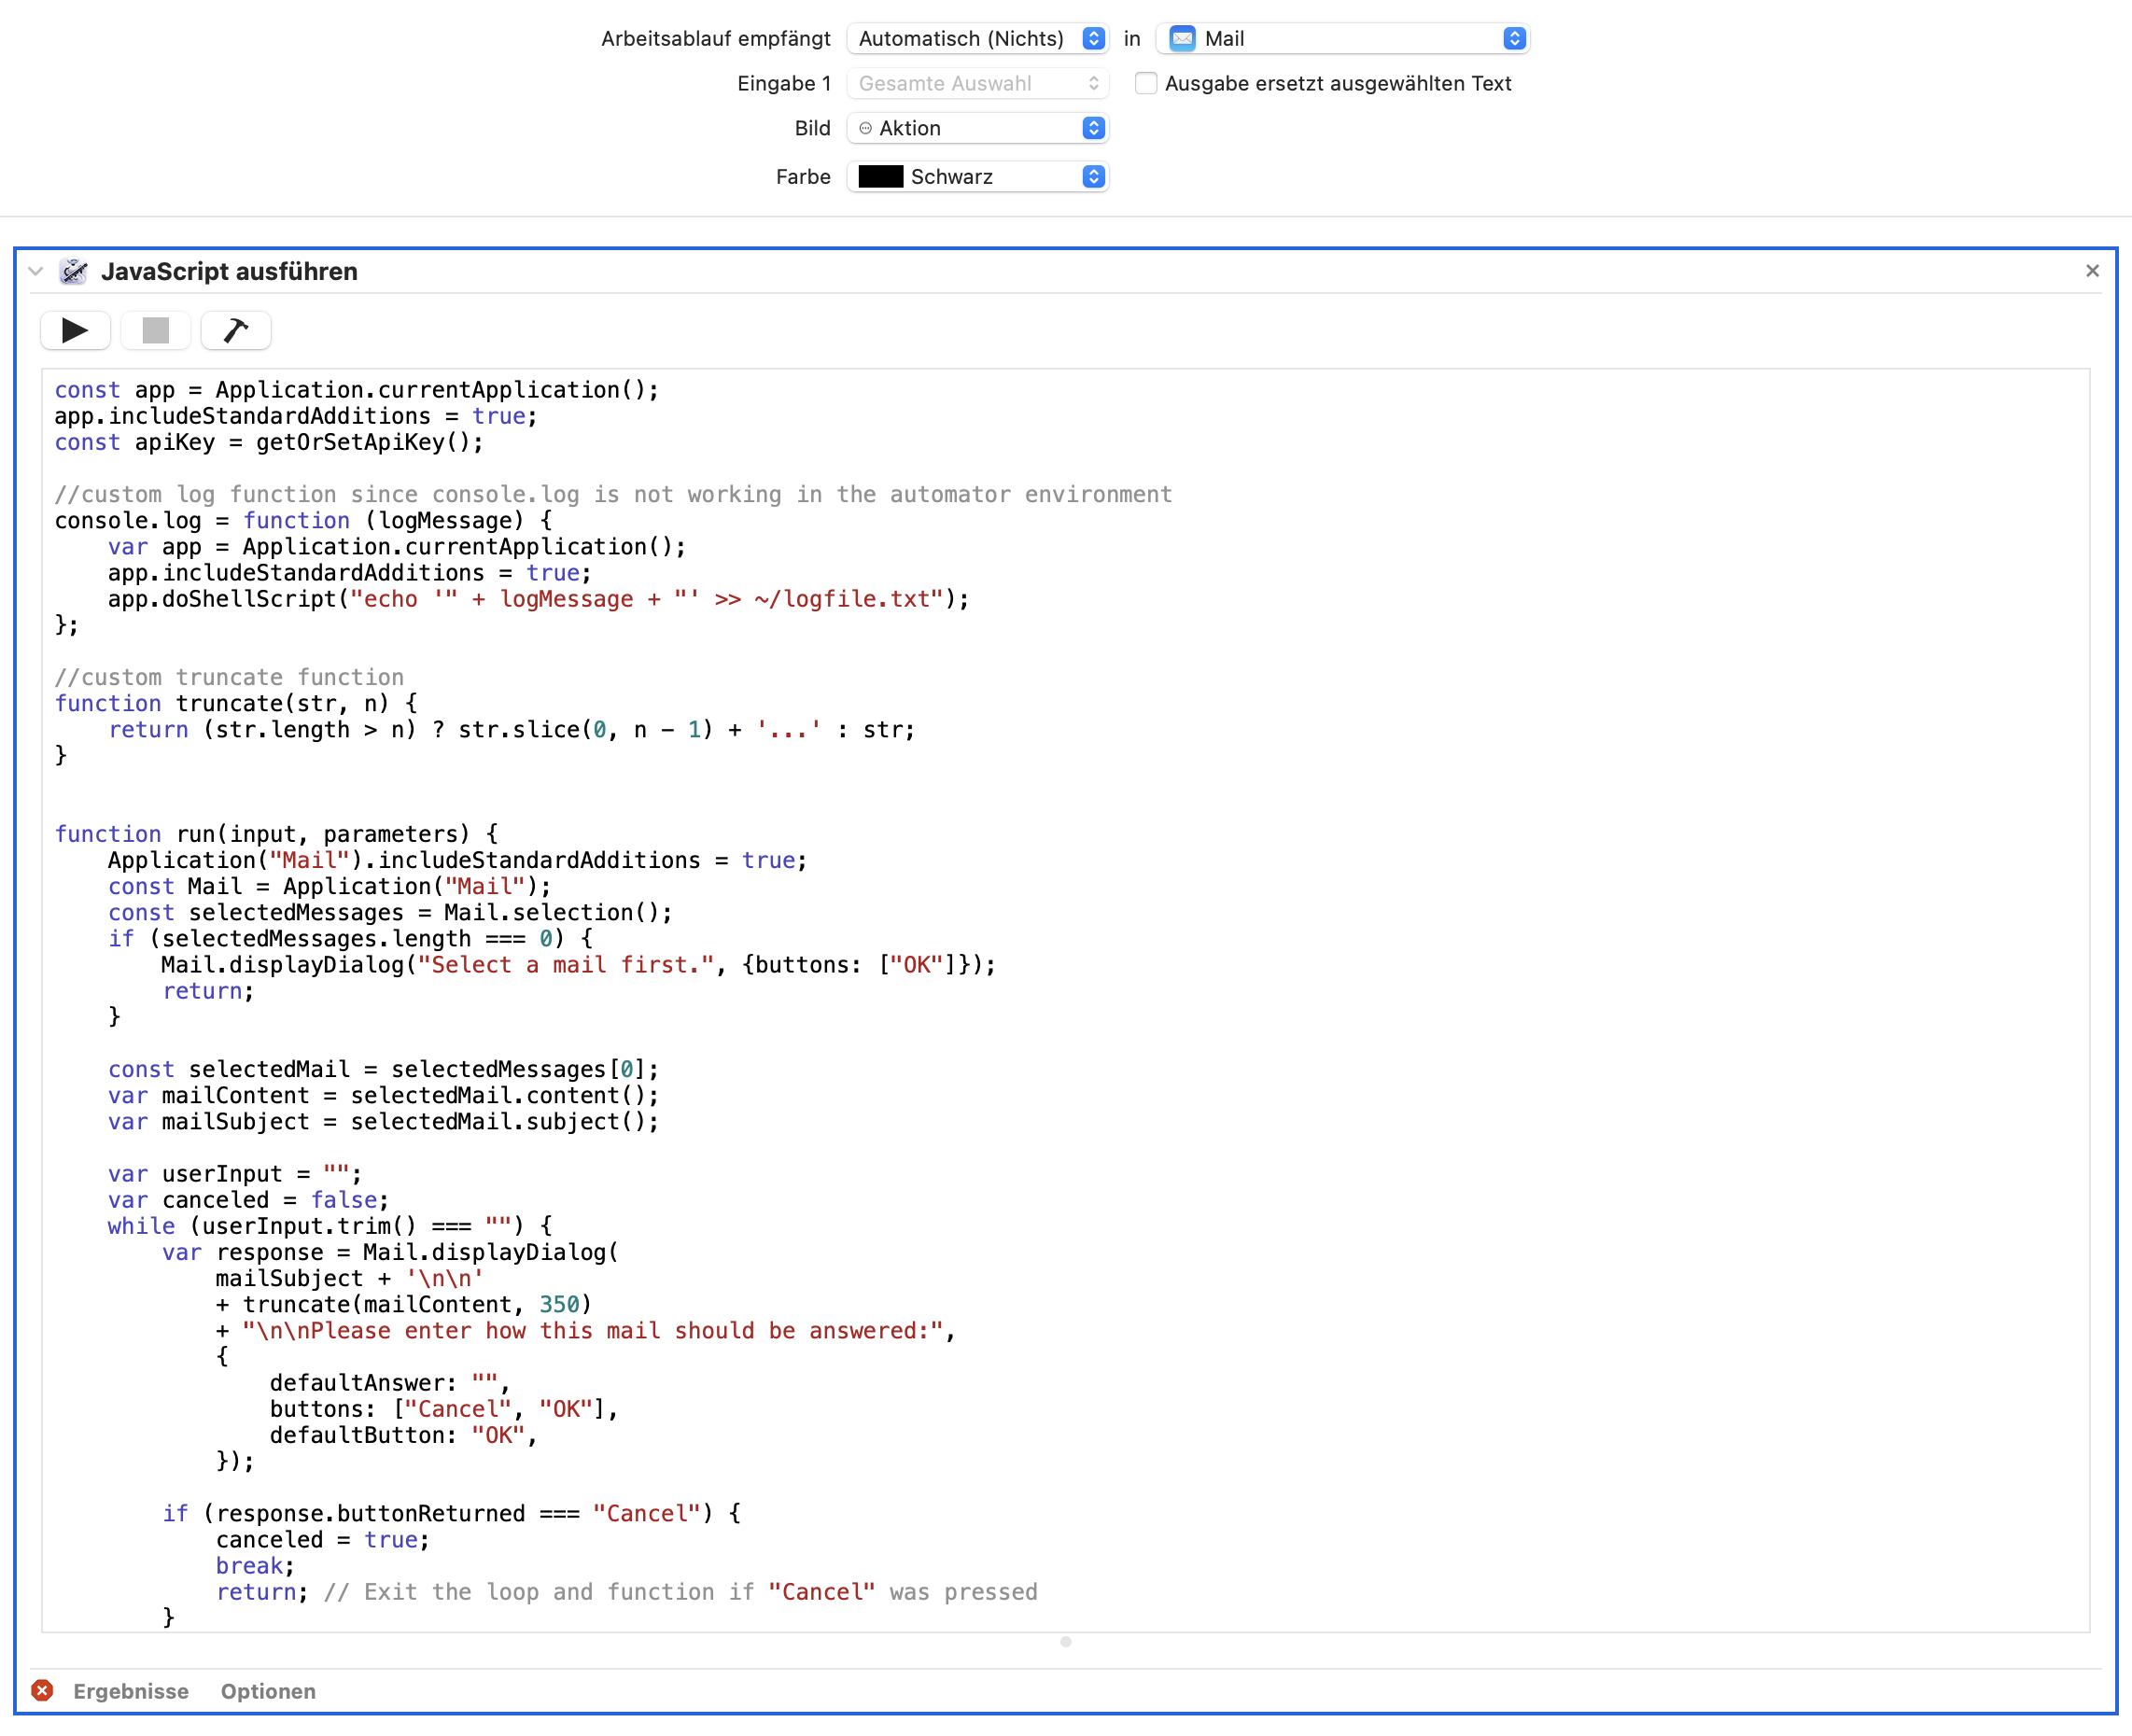 Arbeitsablauf empfängt Automatisch (Nichts) in Mail
Eingabe 1 Gesamte Auswahl Ausgabe ersetzt ausgewählten Text
Bild Aktion
Farbe Schwarz
JavaScript ausführen
const app = Application.currentApplication();
app.includeStandardAdditions = true;
const apiKey = getOrSetApiKey();

//custom log function since console.log is not working in the automator environment
console.log = function (logMessage) {
    var app = Application.currentApplication();
    app.includeStandardAdditions = true;
    app.doShellScript("echo '" + logMessage + "' >> ~/logfile.txt");
};

//custom truncate function
function truncate(str, n) {
    return (str.length > n) ? str.slice(0, n - 1) + '...' : str;
}


function run(input, parameters) {
    Application("Mail").includeStandardAdditions = true;
    const Mail = Application("Mail");
    const selectedMessages = Mail.selection();
    if (selectedMessages.length === 0) {
        Mail.displayDialog("Select a mail first.", {buttons: ["OK"]});
        return;
    }

    const selectedMail = selectedMessages[0];
    var mailContent = selectedMail.content();
    var mailSubject = selectedMail.subject();

    var userInput = "";
    var canceled = false;
    while (userInput.trim() === "") {
        var response = Mail.displayDialog(
            mailSubject + '\n\n'
            + truncate(mailContent, 350)
            + "\n\nPlease enter how this mail should be answered:",
            {
                defaultAnswer: "",
                buttons: ["Cancel", "OK"],
                defaultButton: "OK",
            });

        if (response.buttonReturned === "Cancel") {
            canceled = true;
            break;
            return; // Exit the loop and function if "Cancel" was pressed
        }
Ergebnisse Optionen